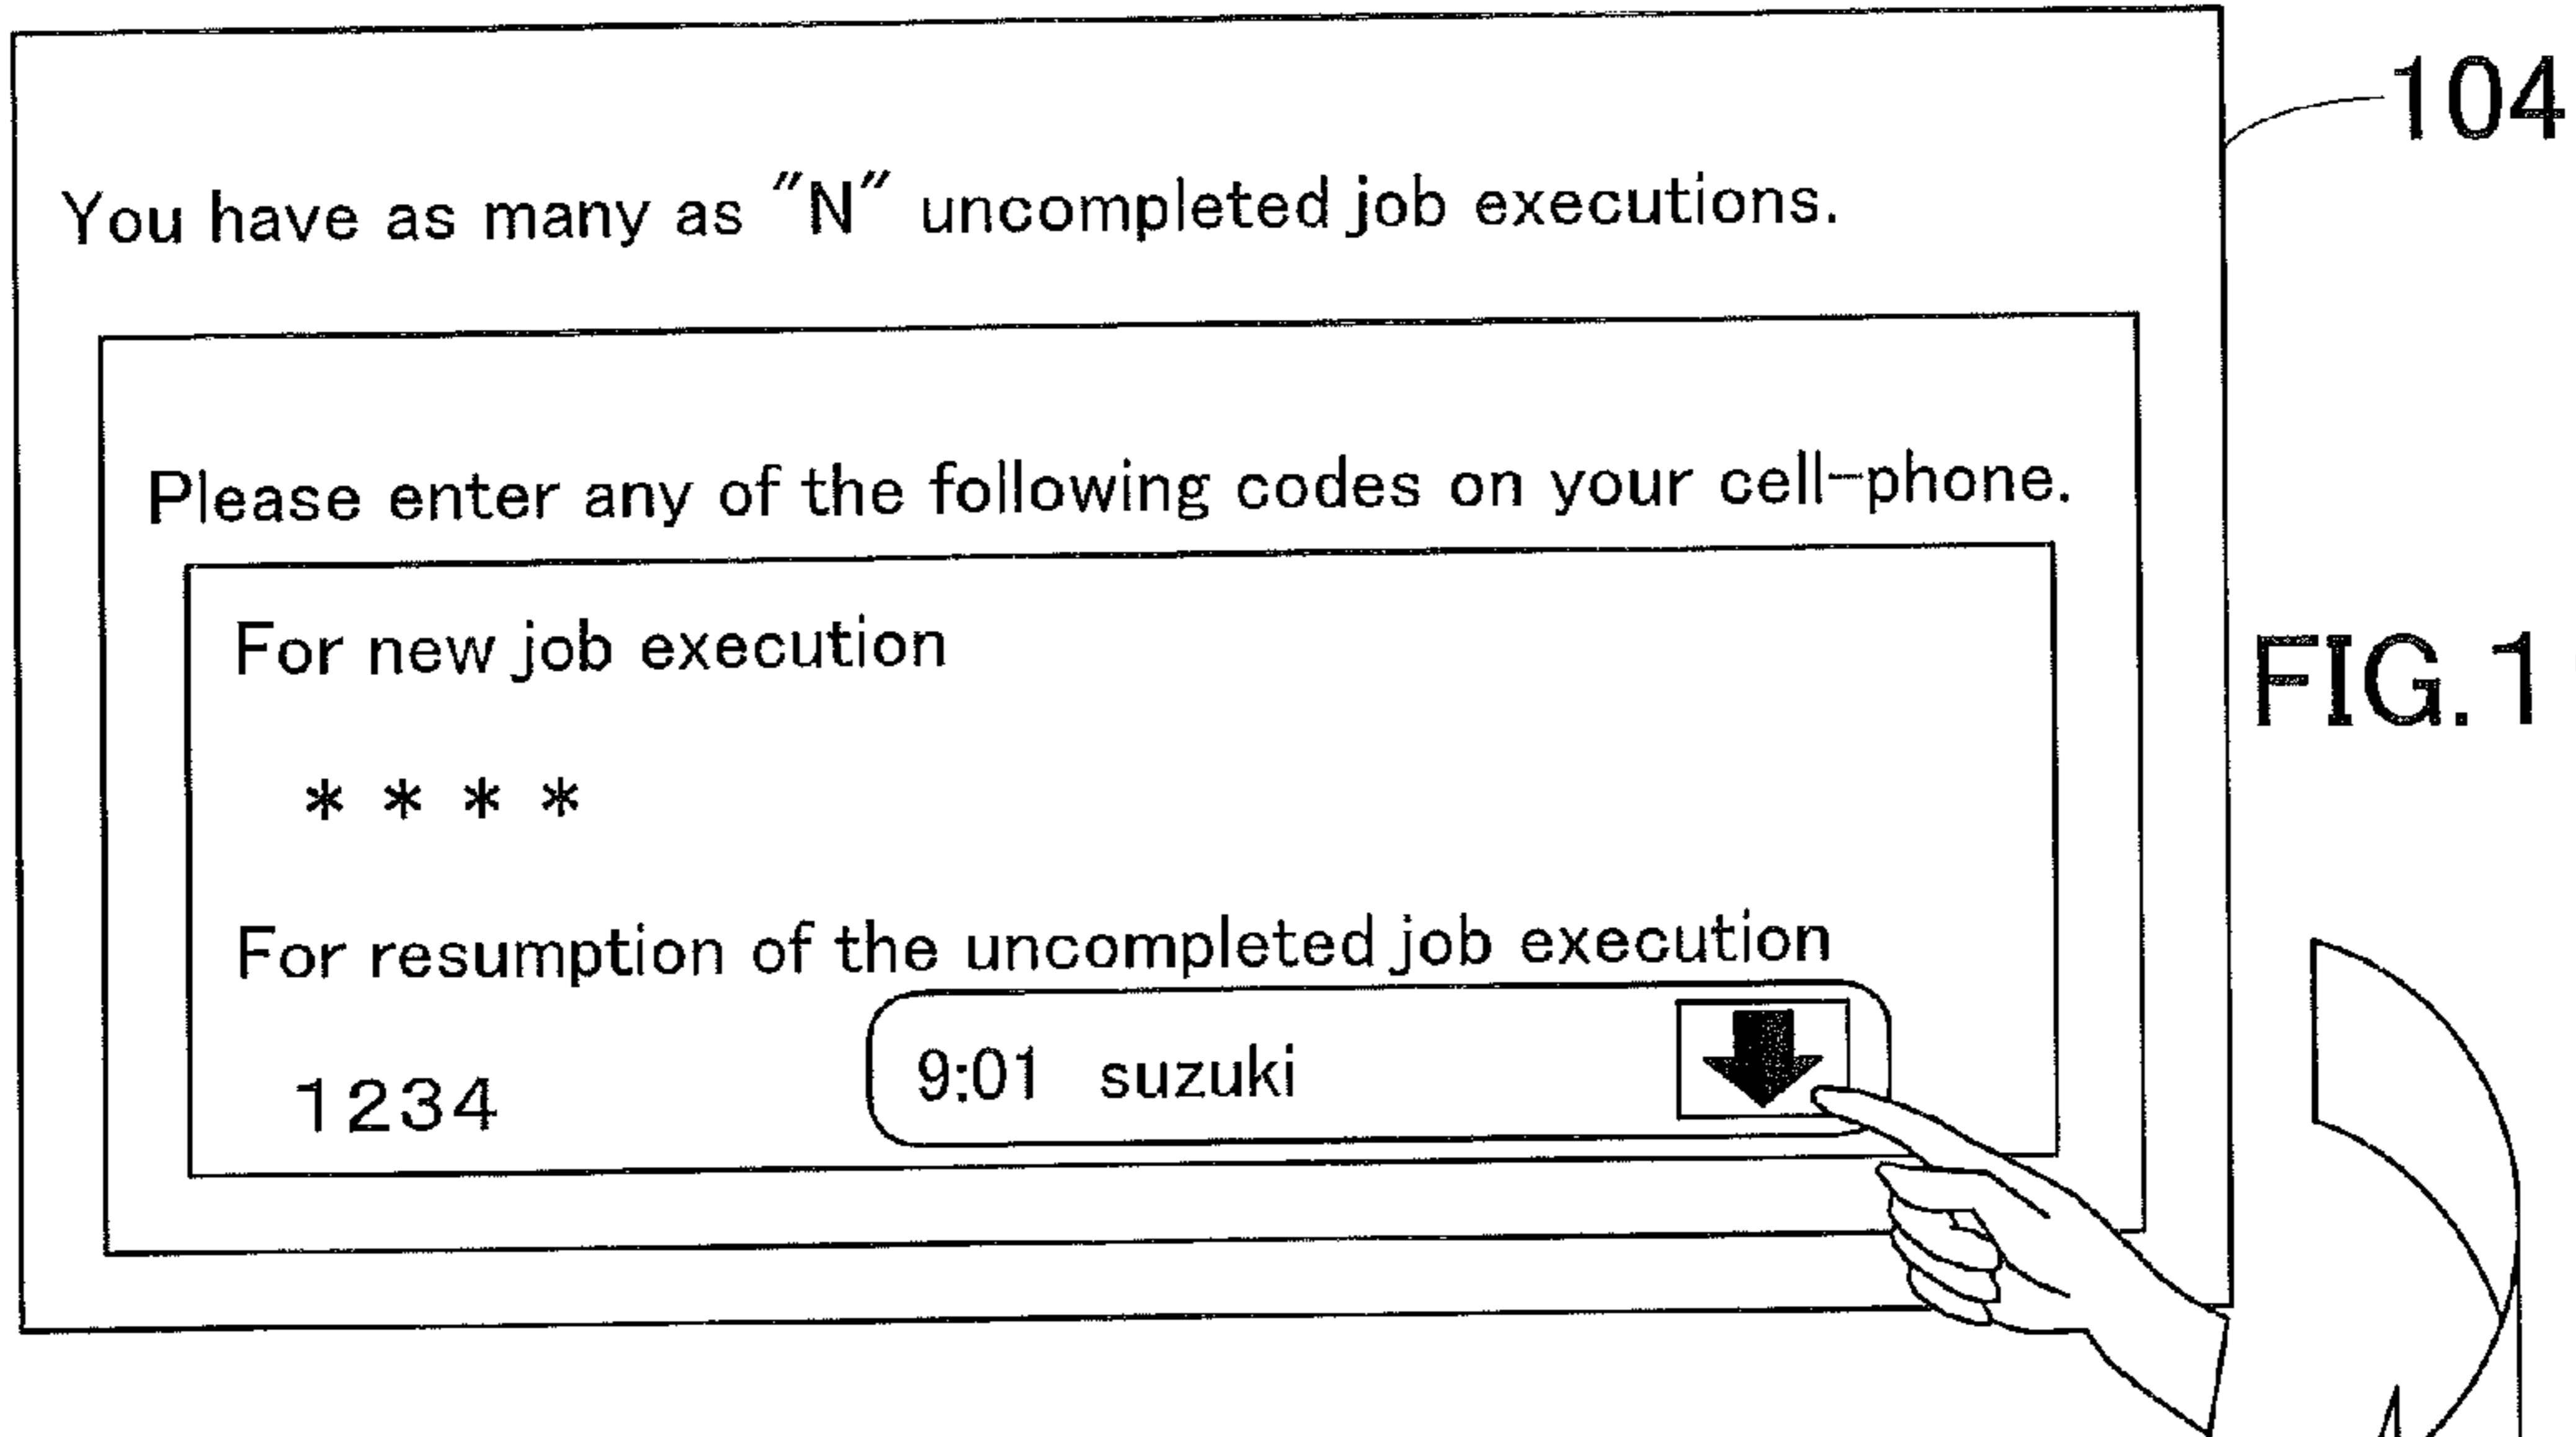 104
You have as many as "N" uncompleted job executions.
Please enter any of the following codes on your cell-phone.
FIG. 1
For new job execution
* * * *
For resumption of the uncompleted job execution
1234 9:01 suzuki